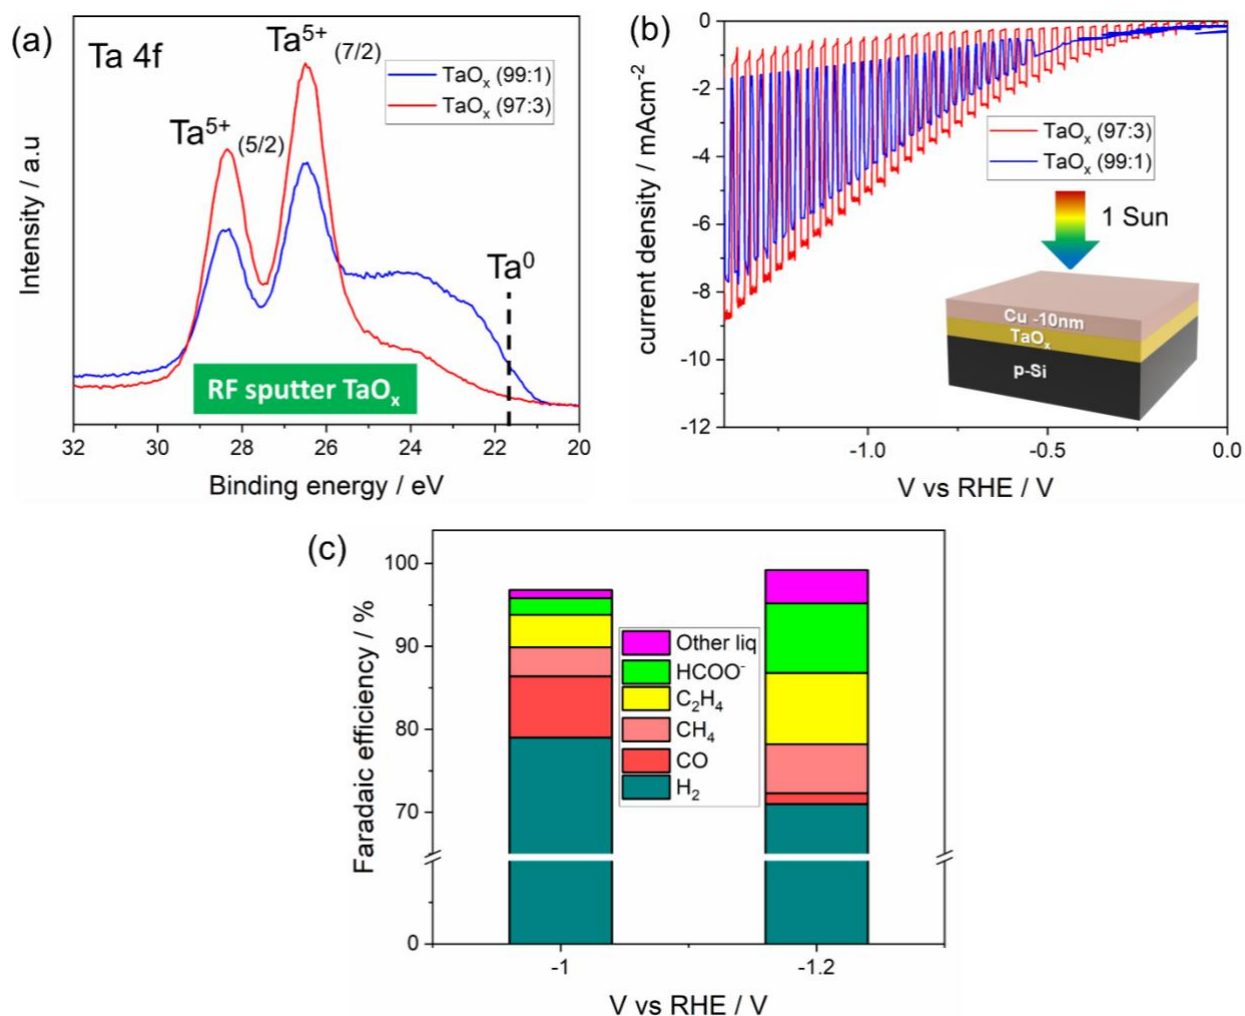 (a)
Ta 4f
Ta⁵⁺ (7/2)
Ta⁵⁺ (5/2)
TaOₓ (99:1)
TaOₓ (97:3)
Ta⁰
RF sputter TaOₓ
Intensity / a.u
32 30 28 26 24 22 20
Binding energy / eV
(b)
0
-2
-4
-6
-8
-10
-12
current density / mAcm⁻²
TaOₓ (97:3)
TaOₓ (99:1)
1 Sun
Cu -10nm
TaOₓ
p-Si
-1.0 -0.5 0.0
V vs RHE / V
(c)
100
90
80
70
0
Faradaic efficiency / %
Other liq
HCOO⁻
C₂H₄
CH₄
CO
H₂
-1 -1.2
V vs RHE / V